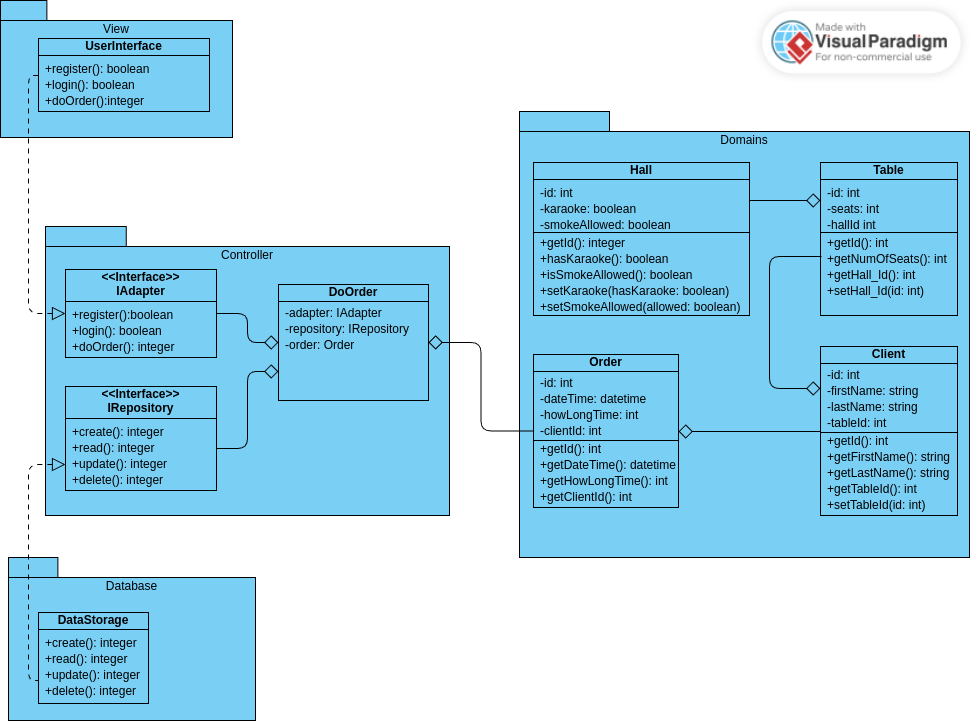 View
UserInterface
+register(): boolean
+login(): boolean
+doOrder():integer
Made with
Visual Paradigm
For non-commercial use
Domains
Hall
-id: int
-karaoke: boolean
-smokeAllowed: boolean
+getId(): integer
+hasKaraoke(): boolean
+isSmokeAllowed(): boolean
+setKaraoke(hasKaraoke: boolean)
+setSmokeAllowed(allowed: boolean)
Table
-id: int
-seats: int
-hallId int
+getId(): int
+getNumOfSeats(): int
+getHall_Id(): int
+setHall_Id(id: int)
Controller
<<Interface>>
IAdapter
+register():boolean
+login(): boolean
+doOrder(): integer
DoOrder
-adapter: IAdapter
-repository: IRepository
-order: Order
<<Interface>>
IRepository
+create(): integer
+read(): integer
+update(): integer
+delete(): integer
Order
-id: int
-dateTime: datetime
-howLongTime: int
-clientId: int
+getId(): int
+getDateTime(): datetime
+getHowLongTime(): int
+getClientId(): int
Client
-id: int
-firstName: string
-lastName: string
-tableId: int
+getId(): int
+getFirstName(): string
+getLastName(): string
+getTableId(): int
+setTableId(id: int)
Database
DataStorage
+create(): integer
+read(): integer
+update(): integer
+delete(): integer